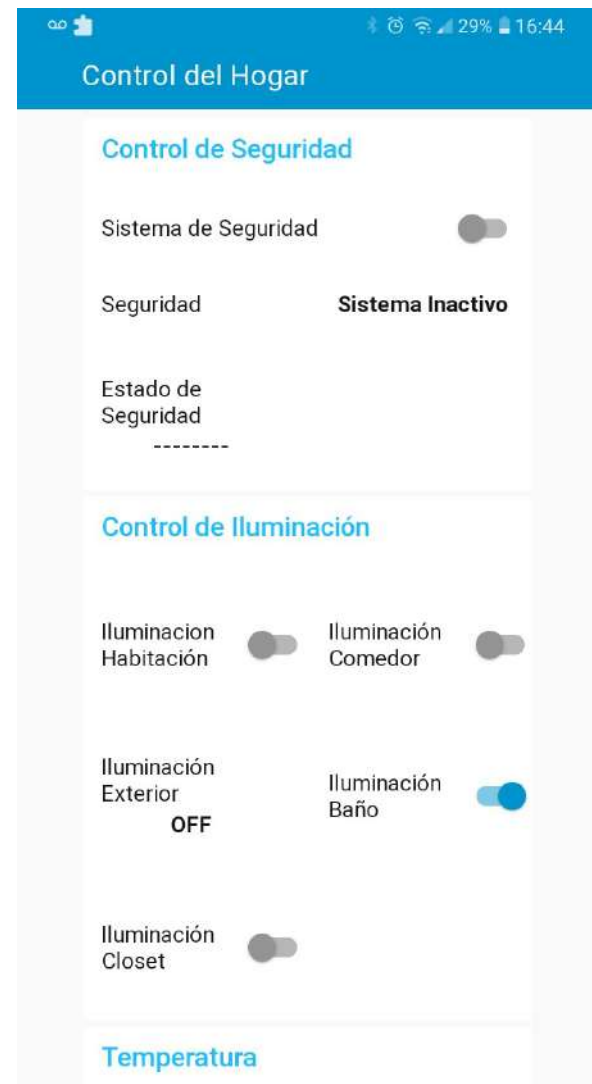 29% 16:44
Control del Hogar
Control de Seguridad
Sistema de Seguridad
Seguridad Sistema Inactivo
Estado de
Seguridad
--------
Control de Iluminación
Iluminacion
Habitación
Iluminación
Comedor
Iluminación
Exterior
OFF
Iluminación
Baño
Iluminación
Closet
Temperatura